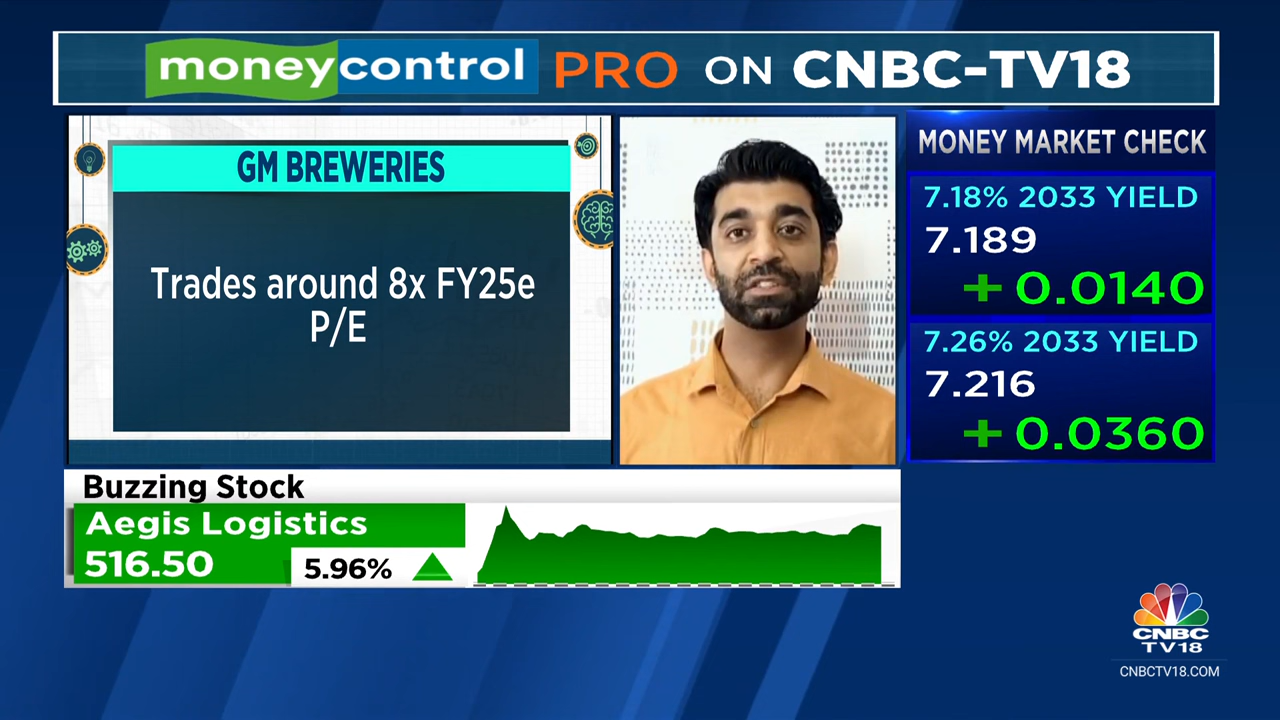 moneycontrol PRO ON CNBC-TV18
GM BREWERIES
Trades around 8x FY25e
P/E
MONEY MARKET CHECK
7.18% 2033 YIELD
7.189
+ 0.0140
7.26% 2033 YIELD
7.216
+ 0.0360
Buzzing Stock
Aegis Logistics
516.50 5.96%
CNBC
TV18
CNBCTV18.COM